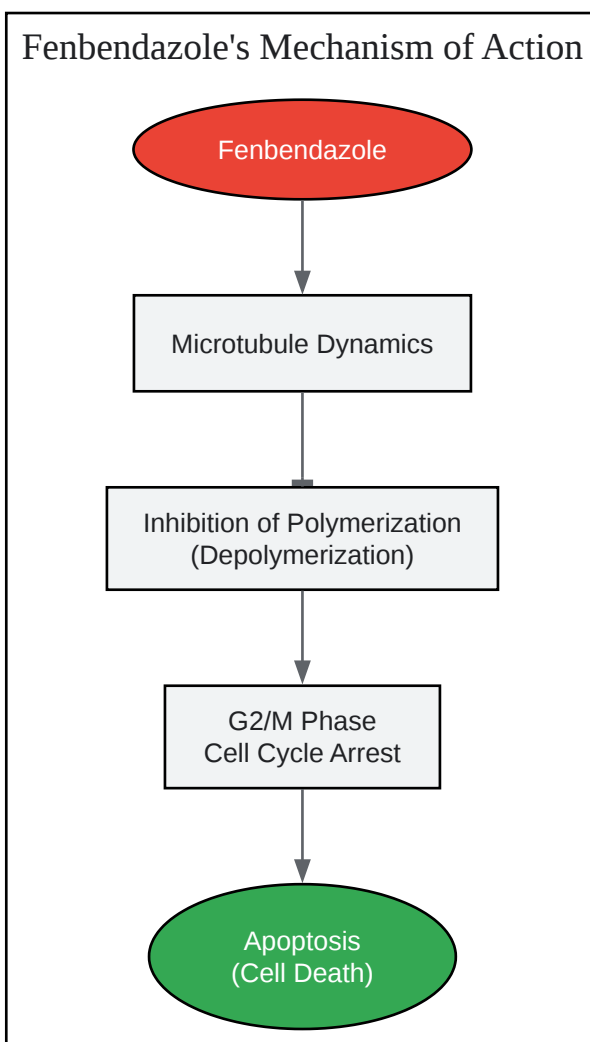 Fenbendazole's Mechanism of Action
Fenbendazole
Microtubule Dynamics
Inhibition of Polymerization
(Depolymerization)
G2/M Phase
Cell Cycle Arrest
Apoptosis
(Cell Death)